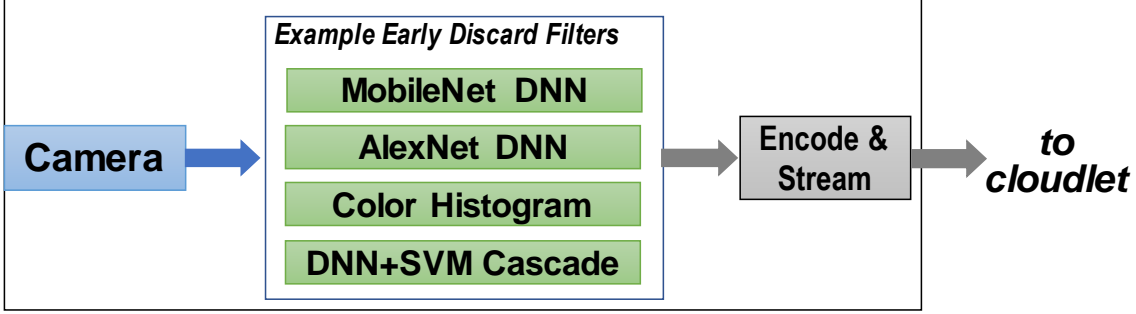 Example Early Discard Filters
MobileNet DNN
AlexNet DNN
Color Histogram
DNN+SVM Cascade
Camera
Encode &
Stream
to
cloudlet